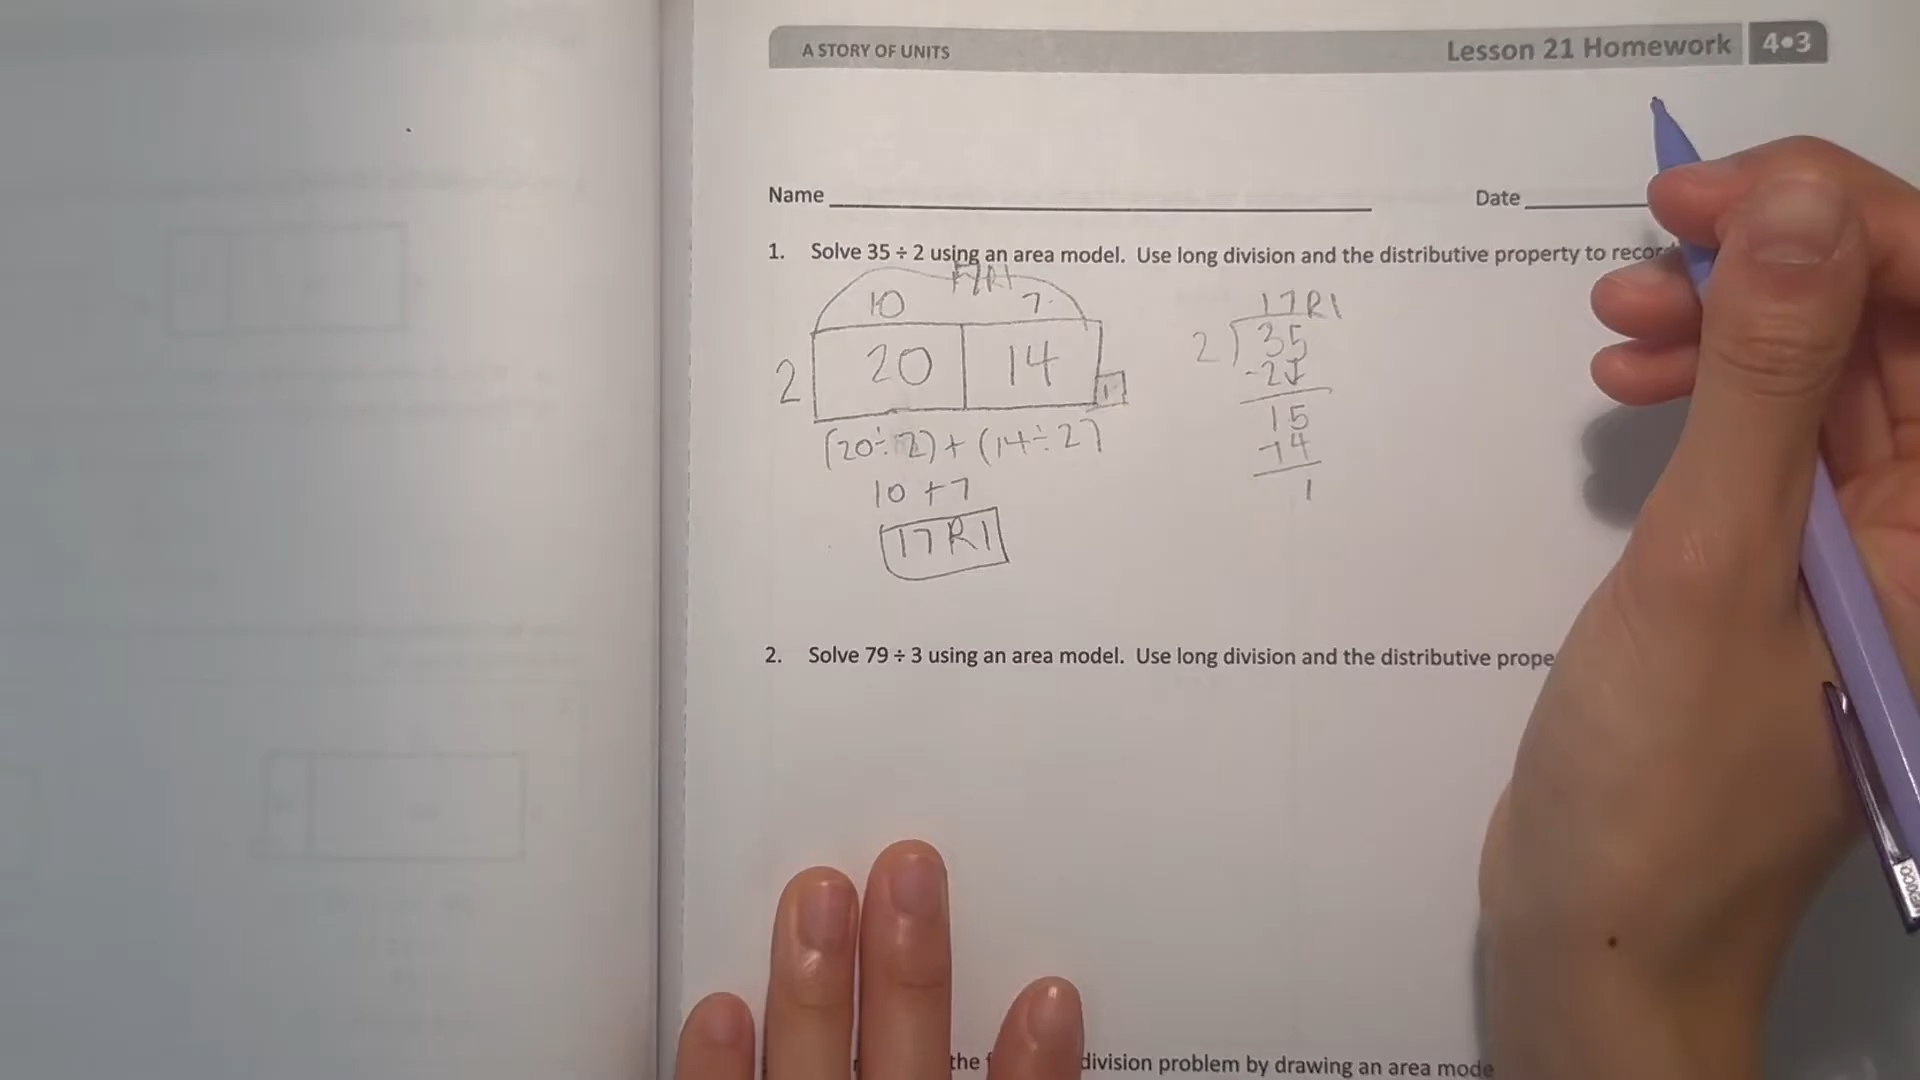 A STORY OF UNITS Lesson 21 Homework 4•3
Name Date
1. Solve 35 ÷ 2 using an area model. Use long division and the distributive property to record
17R1
10 7
2 20 14 1
(20÷2)+(14÷2)
10 +7
17R1
17R1
2 35
-2↓
15
-14
1
2. Solve 79 ÷ 3 using an area model. Use long division and the distributive prope
the division problem by drawing an area mode